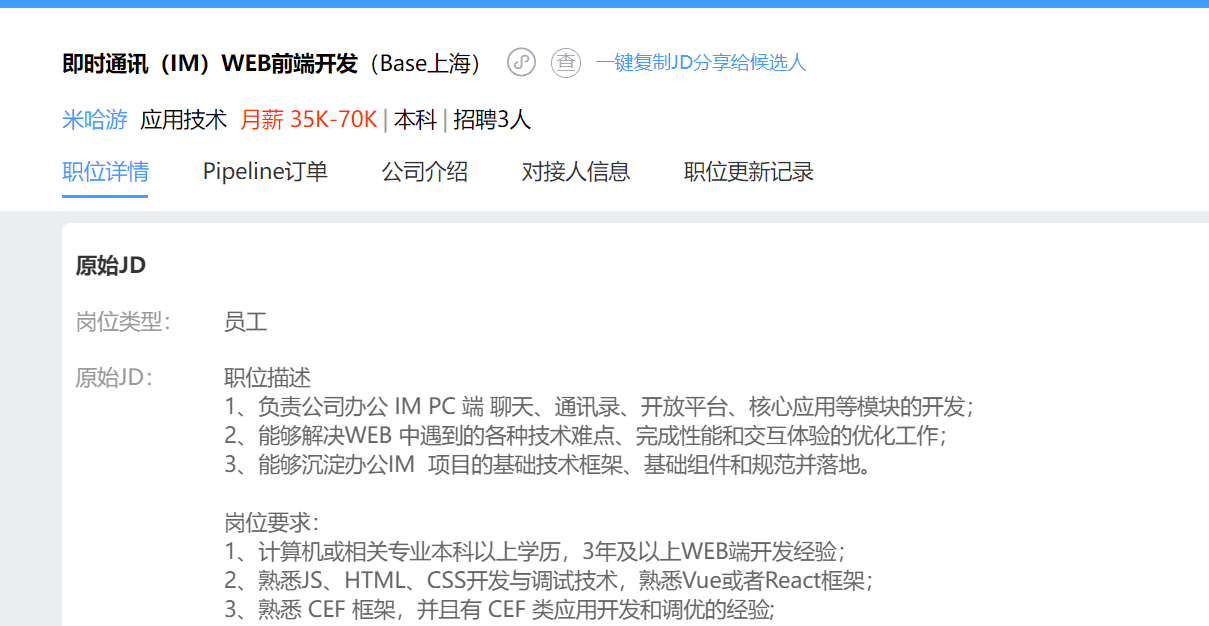 即时通讯（IM）WEB前端开发（Base上海） 查 一键复制JD分享给候选人
米哈游 应用技术 月薪 35K-70K | 本科 | 招聘3人
职位详情 Pipeline订单 公司介绍 对接人信息 职位更新记录
原始JD
岗位类型： 员工
原始JD： 职位描述
1、负责公司办公 IM PC 端 聊天、通讯录、开放平台、核心应用等模块的开发；
2、能够解决WEB 中遇到的各种技术难点、完成性能和交互体验的优化工作；
3、能够沉淀办公IM 项目的基础技术框架、基础组件和规范并落地。
岗位要求：
1、计算机或相关专业本科以上学历，3年及以上WEB端开发经验；
2、熟悉JS、HTML、CSS开发与调试技术，熟悉Vue或者React框架；
3、熟悉 CEF 框架，并且有 CEF 类应用开发和调优的经验;